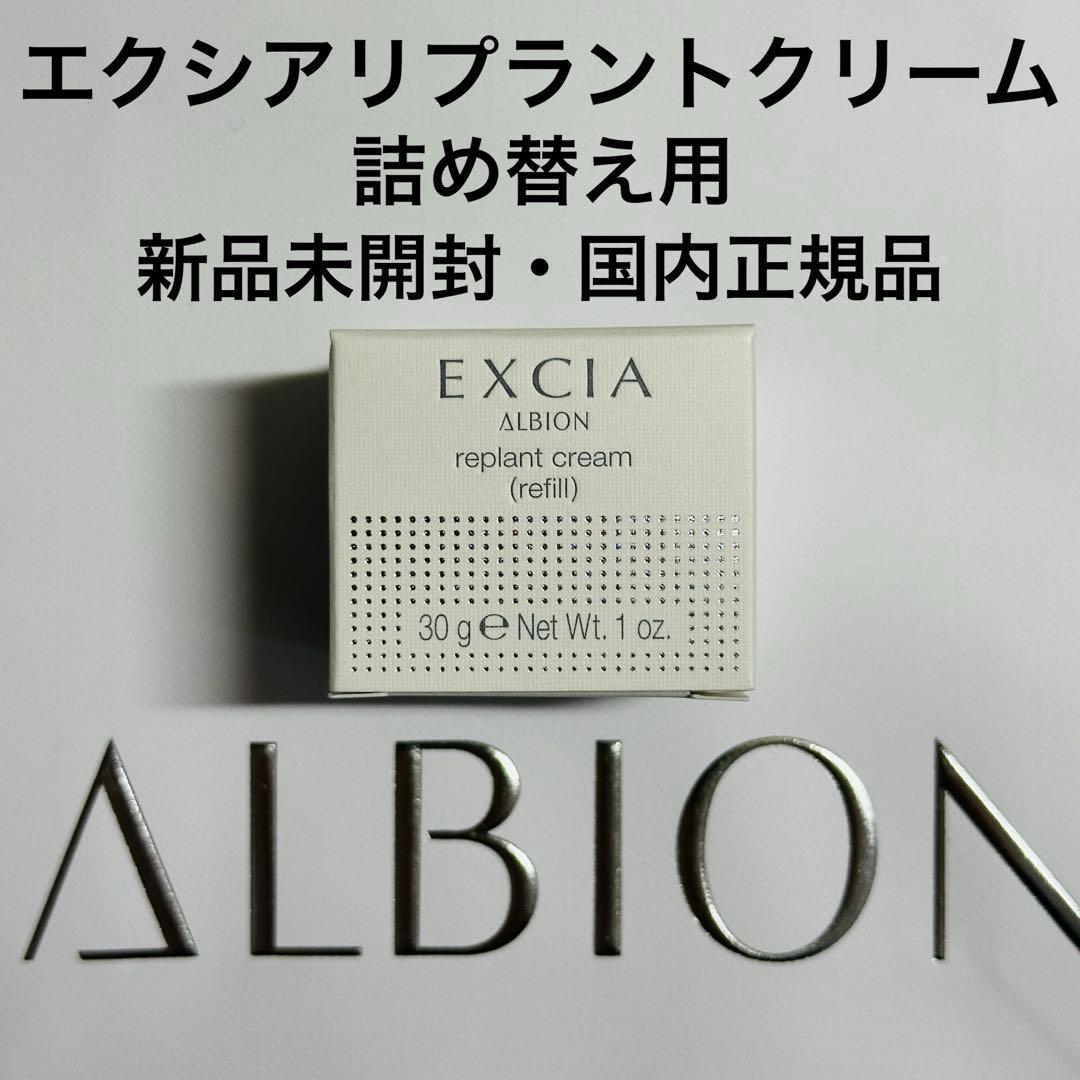 エクシアリプラントクリーム
詰め替え用
新品未開封・国内正規品
EXCIA
ALBION
replant cream
(refill)
30 g ℮ Net Wt. 1 oz.
ALBION